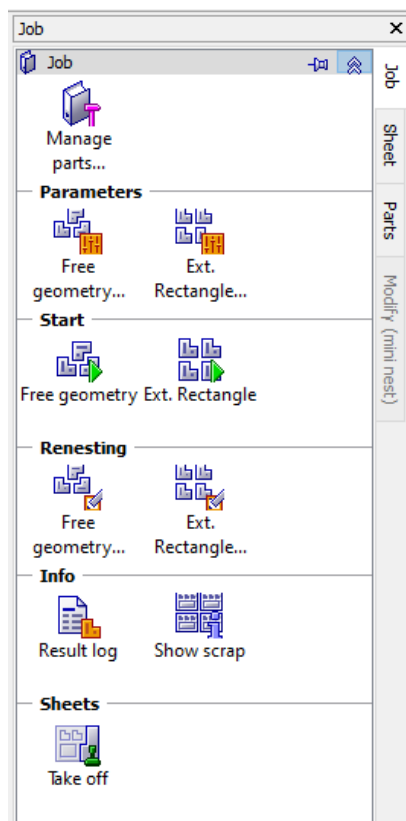 Job
Job
Manage
parts...
Parameters
Free
geometry...
Ext.
Rectangle...
Start
Free geometry
Ext. Rectangle
Renesting
Free
geometry...
Ext.
Rectangle...
Info
Result log
Show scrap
Sheets
Take off
Job
Sheet
Parts
Modify (mini nest)